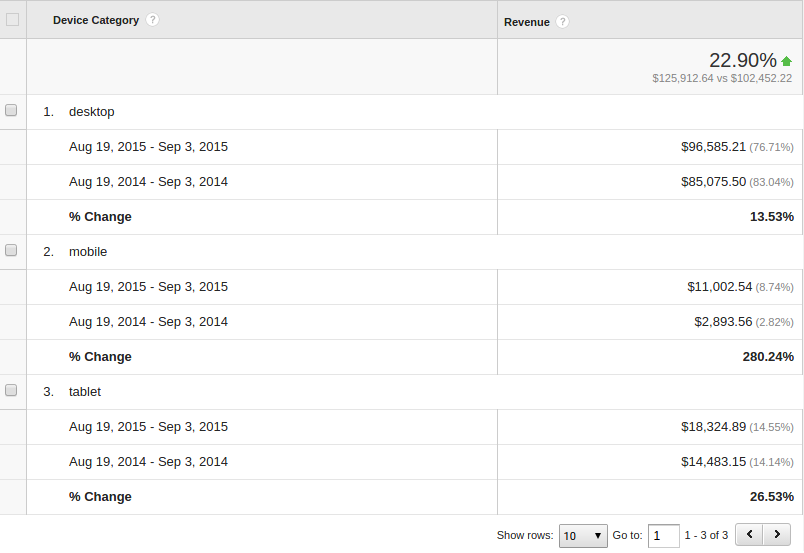 Device Category ? Revenue ?
22.90%
$125,912.64 vs $102,452.22
1. desktop
Aug 19, 2015 - Sep 3, 2015 $96,585.21 (76.71%)
Aug 19, 2014 - Sep 3, 2014 $85,075.50 (83.04%)
% Change 13.53%
2. mobile
Aug 19, 2015 - Sep 3, 2015 $11,002.54 (8.74%)
Aug 19, 2014 - Sep 3, 2014 $2,893.56 (2.82%)
% Change 280.24%
3. tablet
Aug 19, 2015 - Sep 3, 2015 $18,324.89 (14.55%)
Aug 19, 2014 - Sep 3, 2014 $14,483.15 (14.14%)
% Change 26.53%
Show rows: 10 Go to: 1 1 - 3 of 3